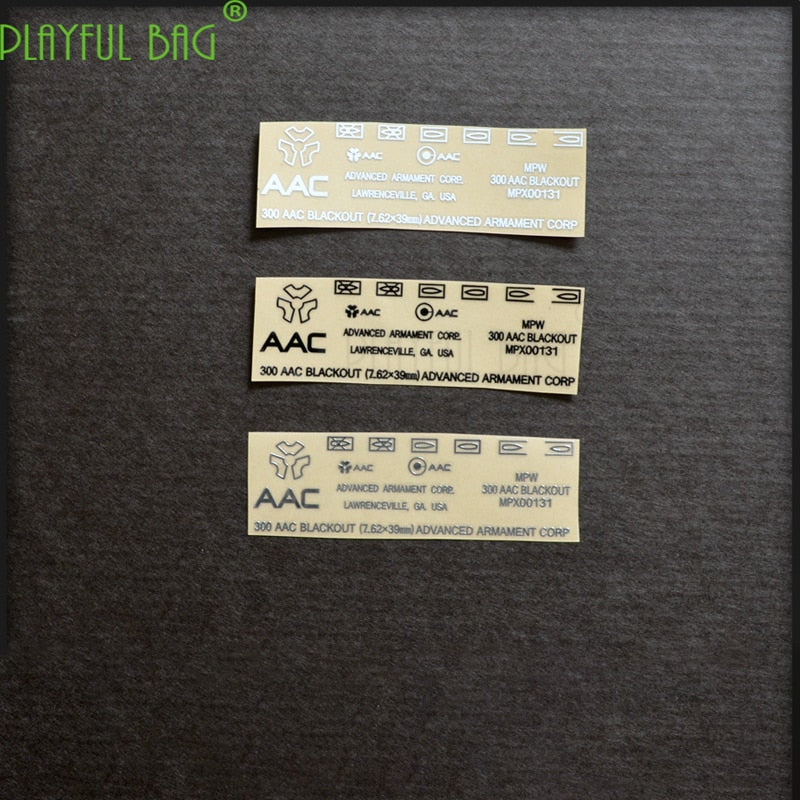 PLAYFUL BAG®
AAC AAC
ADVANCED ARMAMENT CORP.
LAWRENCEVILLE, GA. USA
MPW
300 AAC BLACKOUT
MPX00131
AAC
300 AAC BLACKOUT (7.62×39mm) ADVANCED ARMAMENT CORP
AAC AAC
ADVANCED ARMAMENT CORP.
LAWRENCEVILLE, GA. USA
MPW
300 AAC BLACKOUT
MPX00131
AAC
300 AAC BLACKOUT (7.62×39mm) ADVANCED ARMAMENT CORP
AAC AAC
ADVANCED ARMAMENT CORP.
LAWRENCEVILLE, GA. USA
MPW
300 AAC BLACKOUT
MPX00131
AAC
300 AAC BLACKOUT (7.62×39mm) ADVANCED ARMAMENT CORP